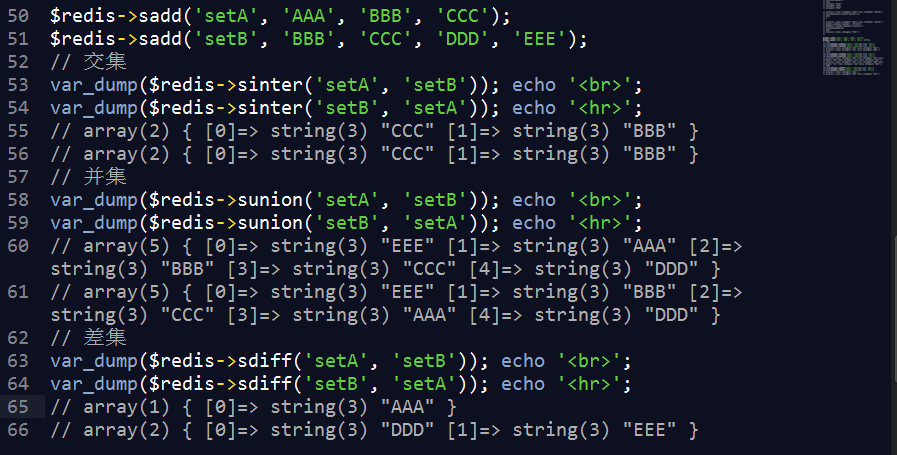 50 $redis->sadd('setA', 'AAA', 'BBB', 'CCC');
51 $redis->sadd('setB', 'BBB', 'CCC', 'DDD', 'EEE');
52 // 交集
53 var_dump($redis->sinter('setA', 'setB')); echo '<br>';
54 var_dump($redis->sinter('setB', 'setA')); echo '<hr>';
55 // array(2) { [0]=> string(3) "CCC" [1]=> string(3) "BBB" }
56 // array(2) { [0]=> string(3) "CCC" [1]=> string(3) "BBB" }
57 // 并集
58 var_dump($redis->sunion('setA', 'setB')); echo '<br>';
59 var_dump($redis->sunion('setB', 'setA')); echo '<hr>';
60 // array(5) { [0]=> string(3) "EEE" [1]=> string(3) "AAA" [2]=>
string(3) "BBB" [3]=> string(3) "CCC" [4]=> string(3) "DDD" }
61 // array(5) { [0]=> string(3) "EEE" [1]=> string(3) "BBB" [2]=>
string(3) "CCC" [3]=> string(3) "AAA" [4]=> string(3) "DDD" }
62 // 差集
63 var_dump($redis->sdiff('setA', 'setB')); echo '<br>';
64 var_dump($redis->sdiff('setB', 'setA')); echo '<hr>';
65 // array(1) { [0]=> string(3) "AAA" }
66 // array(2) { [0]=> string(3) "DDD" [1]=> string(3) "EEE" }